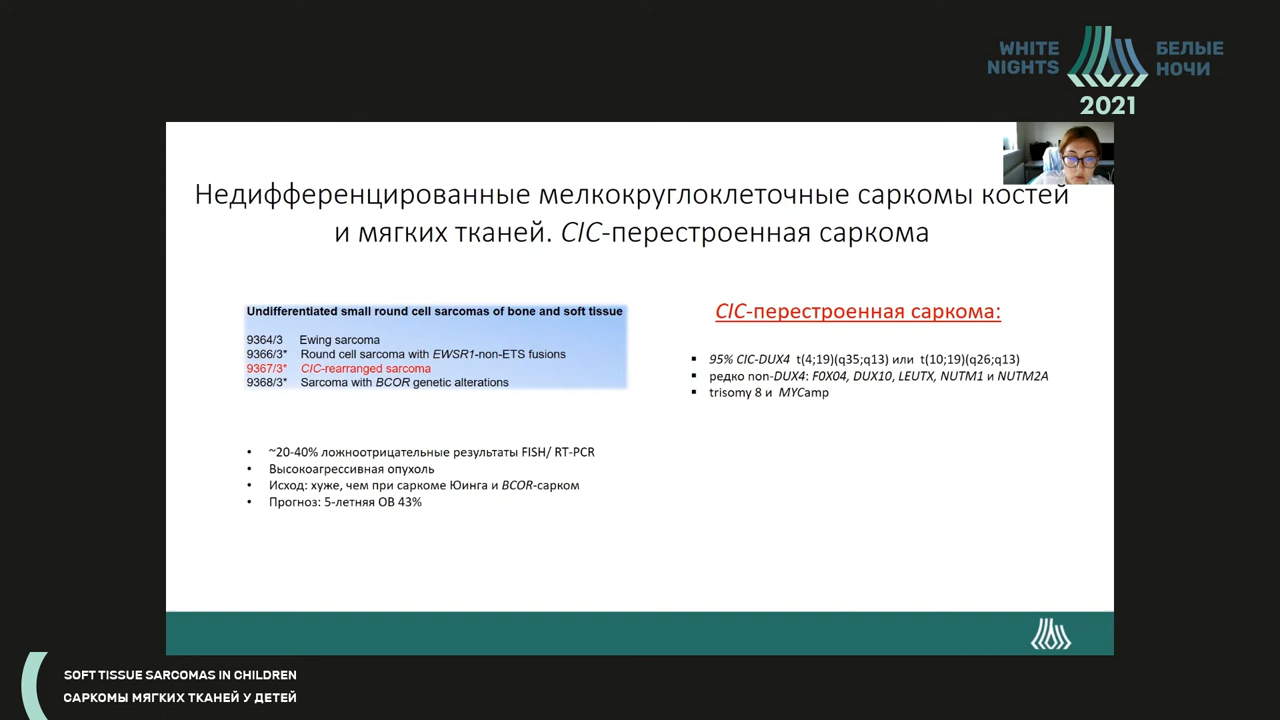 WHITE NIGHTS
БЕЛЫЕ НОЧИ
2021
Недифференцированные мелкокруглоклеточные саркомы костей
и мягких тканей. CIC-перестроенная саркома
Undifferentiated small round cell sarcomas of bone and soft tissue
9364/3 Ewing sarcoma
9366/3* Round cell sarcoma with EWSR1-non-ETS fusions
9367/3* CIC-rearranged sarcoma
9368/3* Sarcoma with BCOR genetic alterations
• ~20-40% ложноотрицательные результаты FISH/ RT-PCR
• Высокоагрессивная опухоль
• Исход: хуже, чем при саркоме Юинга и BCOR-сарком
• Прогноз: 5-летняя ОВ 43%
CIC-перестроенная саркома:
▪ 95% CIC-DUX4 t(4;19)(q35;q13) или t(10;19)(q26;q13)
▪ редко non-DUX4: F0X04, DUX10, LEUTX, NUTM1 и NUTM2A
▪ trisomy 8 и MYCamp
SOFT TISSUE SARCOMAS IN CHILDREN
САРКОМЫ МЯГКИХ ТКАНЕЙ У ДЕТЕЙ